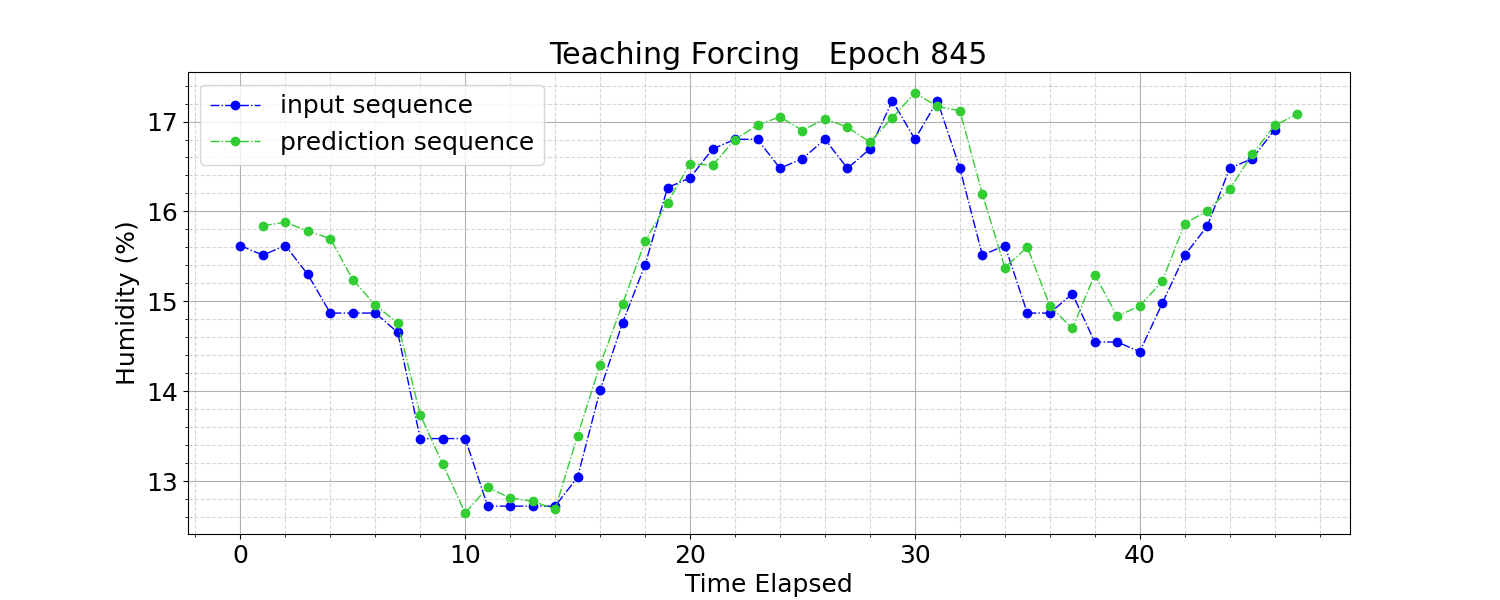 Teaching Forcing   Epoch 845
input sequence
prediction sequence
Humidity (%)
17
16
15
14
13
0 10 20 30 40
Time Elapsed